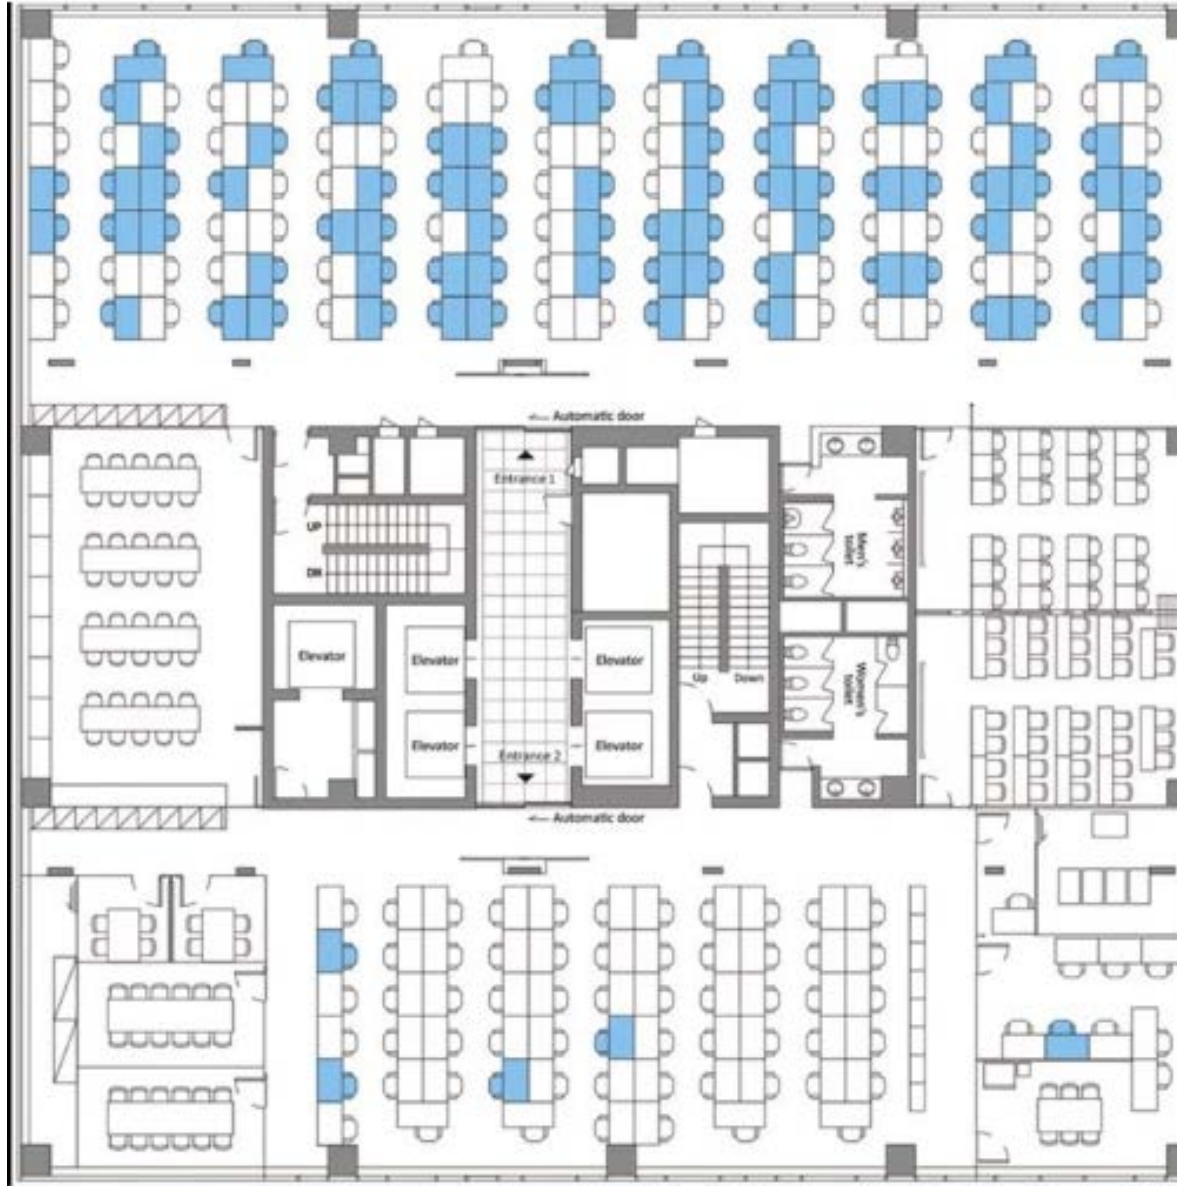 Automatic door
Entrance 1
UP
DN
Men's
toilet
Elevator
Elevator
Elevator
Up
Down
Women's
toilet
Elevator
Elevator
Entrance 2
Automatic door